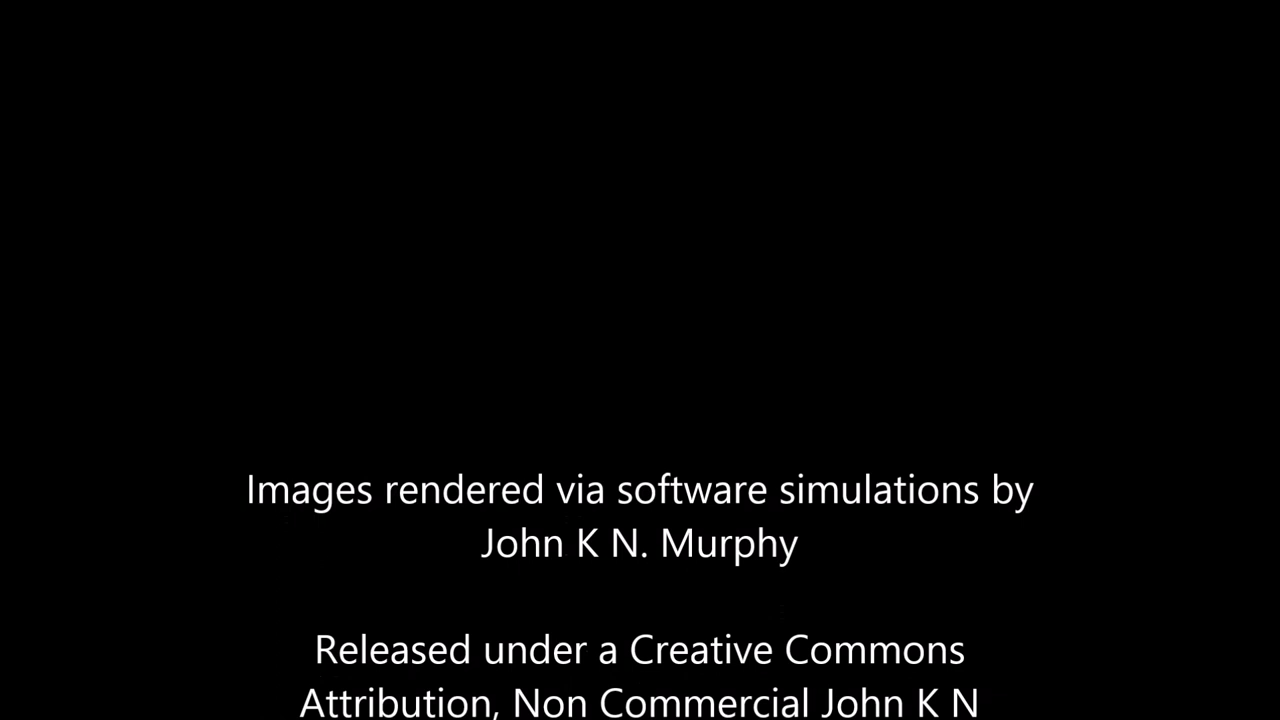 Images rendered via software simulations by
John K N. Murphy
Released under a Creative Commons
Attribution, Non Commercial John K N